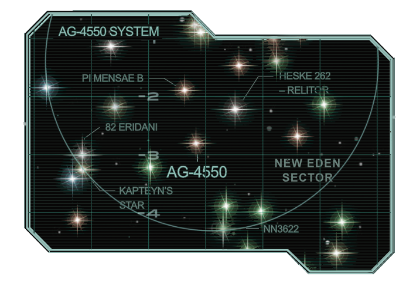 AG-4550 SYSTEM
PI MENSAE B
HESKE 262
– RELITOR
–2
82 ERIDANI
–3
AG-4550
NEW EDEN
SECTOR
KAPTEYN'S
STAR
–4
NN3622